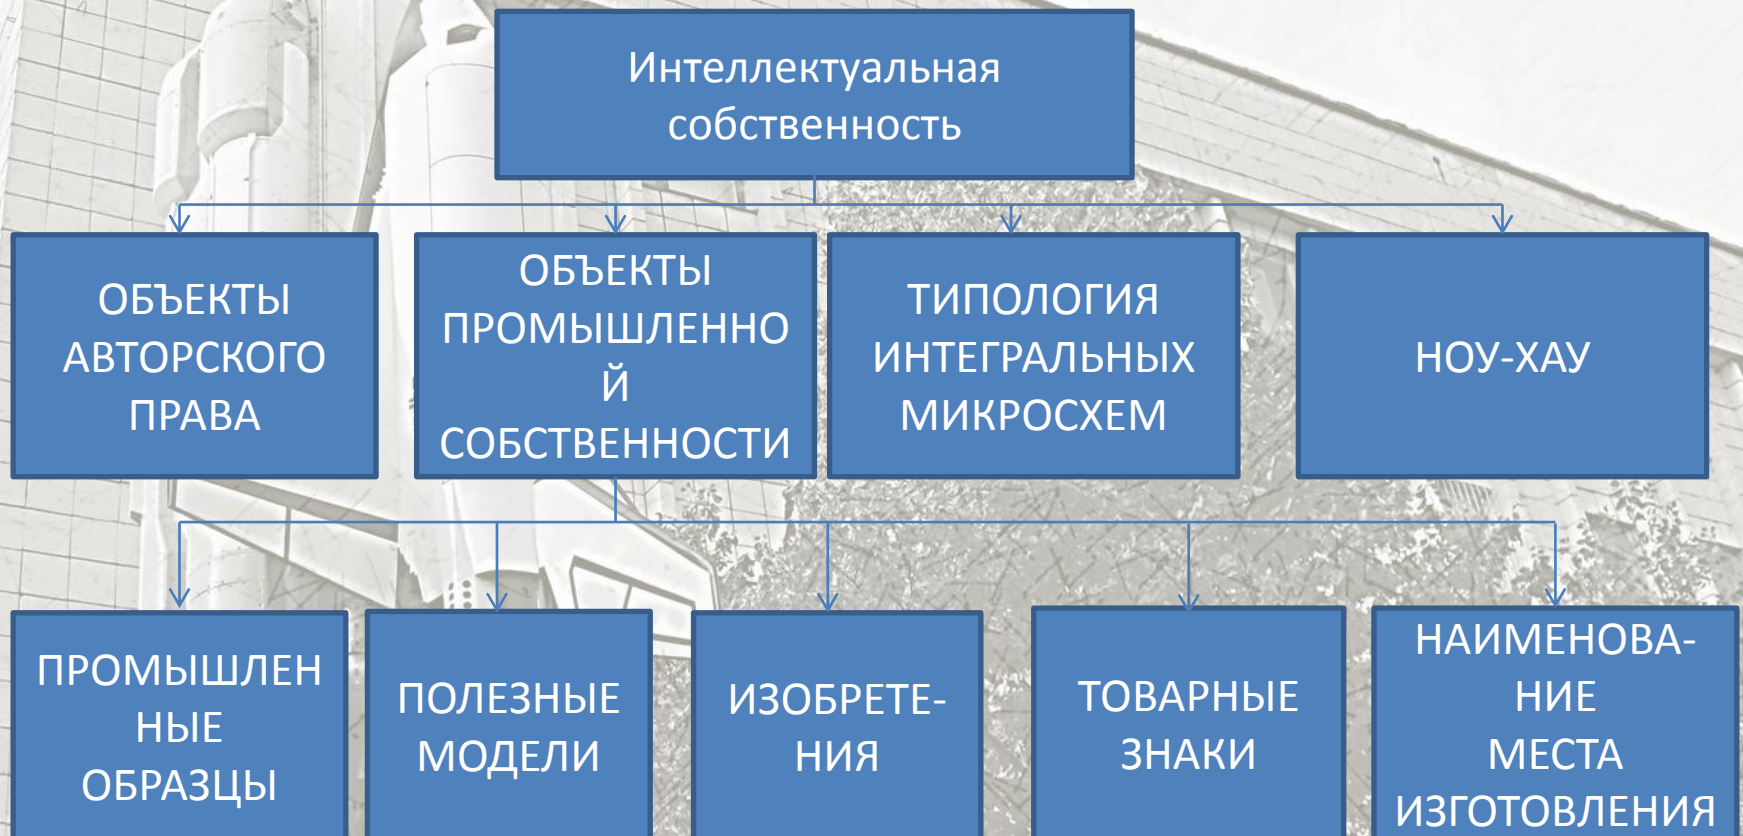 Интеллектуальная
собственность
ОБЪЕКТЫ
АВТОРСКОГО
ПРАВА
ОБЪЕКТЫ
ПРОМЫШЛЕННО
Й
СОБСТВЕННОСТИ
ТИПОЛОГИЯ
ИНТЕГРАЛЬНЫХ
МИКРОСХЕМ
НОУ-ХАУ
ПРОМЫШЛЕН
НЫЕ
ОБРАЗЦЫ
ПОЛЕЗНЫЕ
МОДЕЛИ
ИЗОБРЕТЕ-
НИЯ
ТОВАРНЫЕ
ЗНАКИ
НАИМЕНОВА-
НИЕ
МЕСТА
ИЗГОТОВЛЕНИЯ